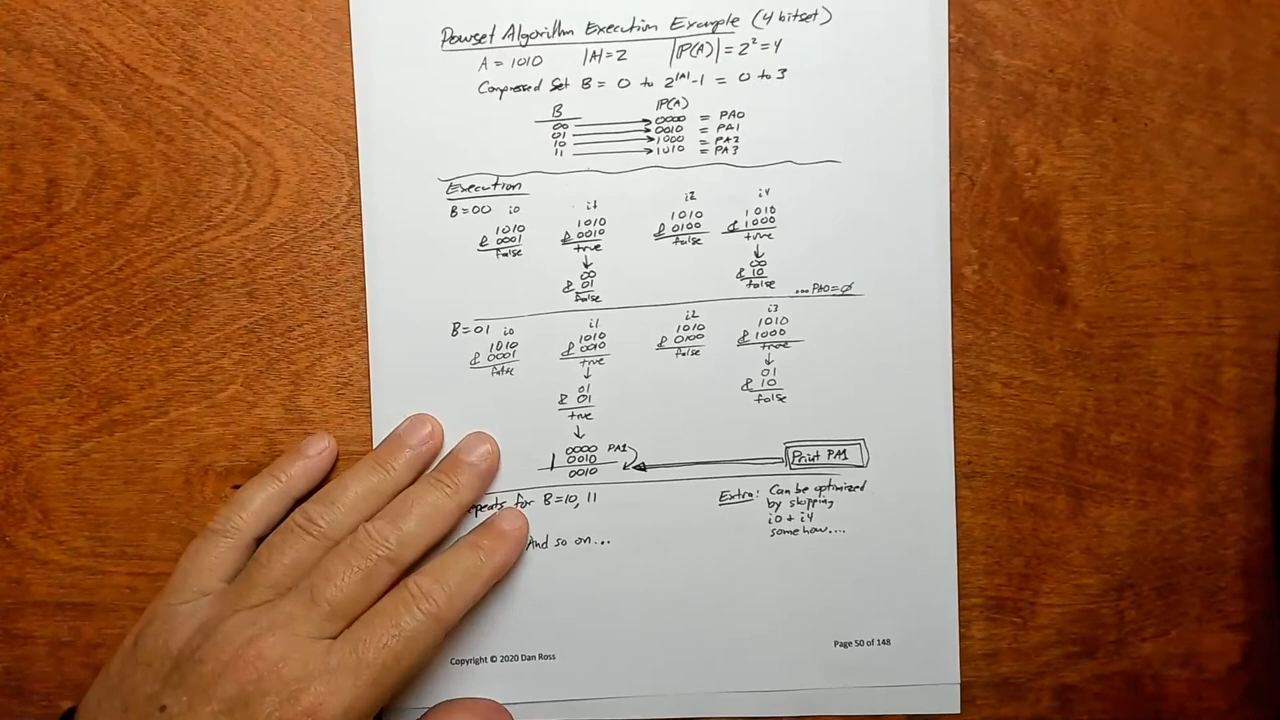 Powset Algorithm Execution Example (4 bitset)
A = 1010 |A|=2 |P(A)| = 2² = 4
Compressed Set B = 0 to 2^|A|-1 = 0 to 3
B |P(A)
00 → 0000 = PA0
01 → 0010 = PA1
10 → 1000 = PA2
11 → 1010 = PA3
Execution
B=00 i0 i1 i2 i4
1010 1010 1010 1010
& 0001 & 0010 & 0100 & 1000
false true false true
↓ ↓
00 00
& 01 & 10
false false
...PA0=∅
B=01 i0 i1 i2 i3
1010 1010 1010 1010
& 0001 & 0010 & 0100 & 1000
false true false true
↓ ↓
01 01
& 01 & 10
true false
↓
0000 PA1
| 0010
0010
Print PA1
epeats for B=10, 11
And so on...
Extra: Can be optimized
by skipping
i0 + i4
somehow....
Copyright © 2020 Dan Ross
Page 50 of 148